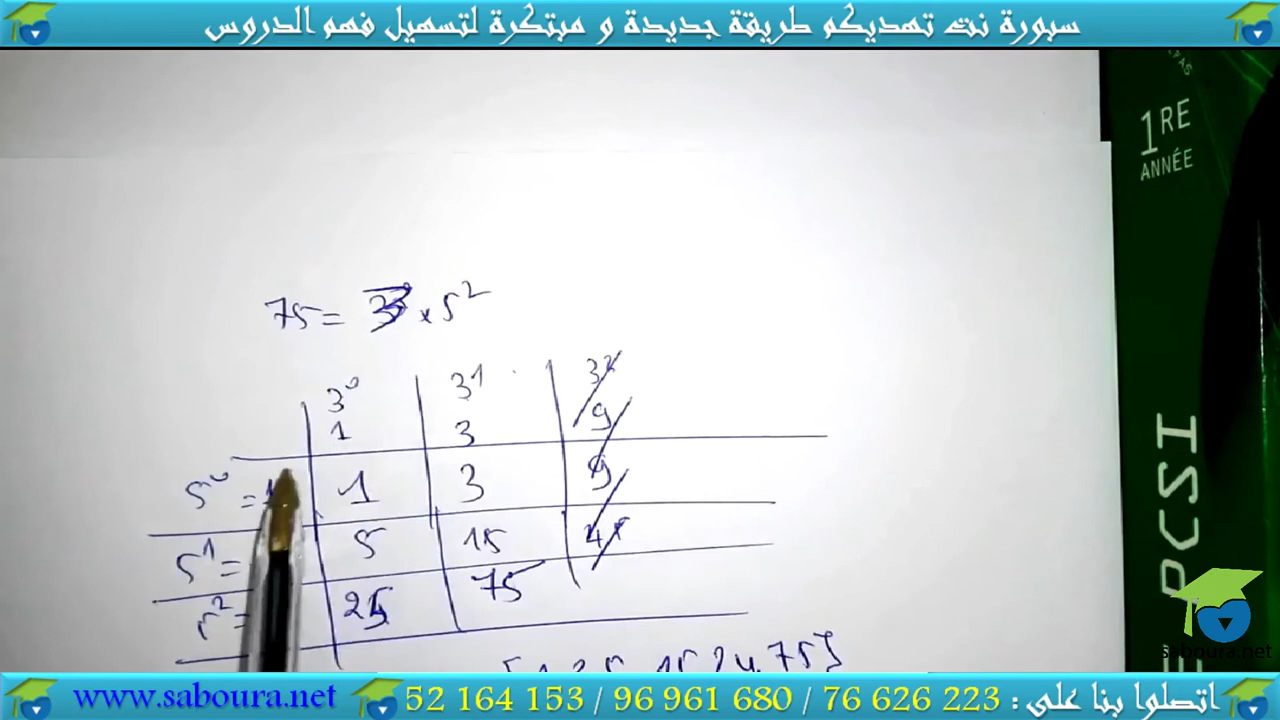 سبورة نت تهديكم طريقة جديدة و مبتكرة لتسهيل فهم الدروس
1RE
ANNÉE
75 = 3 × 5²
3⁰ 3¹ 3²
1 3 9
5⁰ = 1 3 9
5¹ = 5 15 45
= 25 75
75}
saboura.net
www.saboura.net
52 164 153 / 96 961 680 / 76 626 223 : اتصلوا بنا على